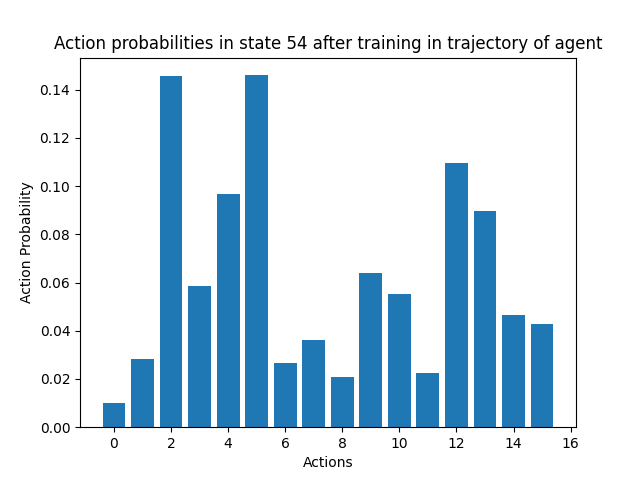 Action probabilities in state 54 after training in trajectory of agent
0.14
0.12
0.10
0.08
0.06
0.04
0.02
0.00
Action Probability
0 2 4 6 8 10 12 14 16
Actions